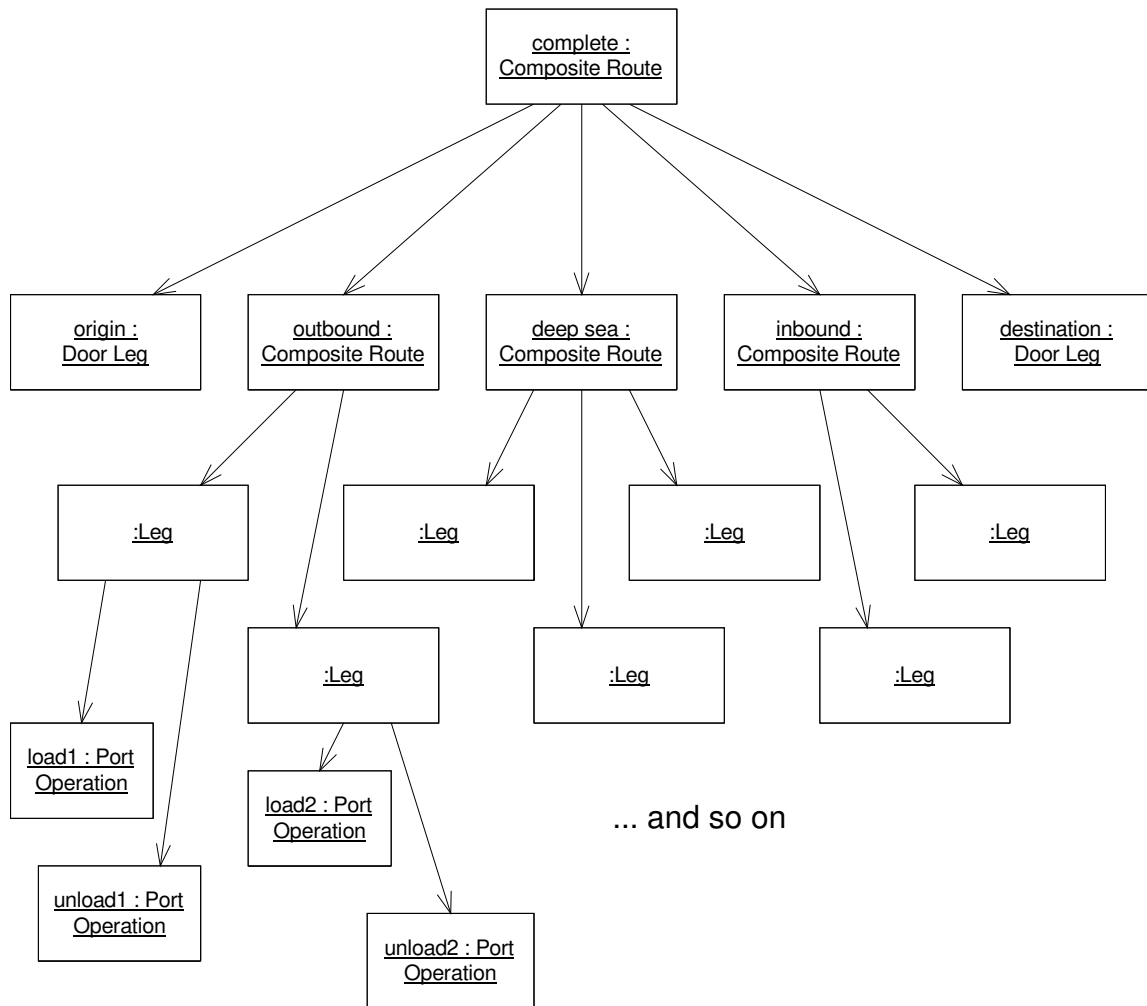 complete :
Composite Route
origin :
Door Leg
outbound :
Composite Route
deep sea :
Composite Route
inbound :
Composite Route
destination :
Door Leg
:Leg
:Leg
:Leg
:Leg
:Leg
:Leg
:Leg
load1 : Port
Operation
load2 : Port
Operation
... and so on
unload1 : Port
Operation
unload2 : Port
Operation